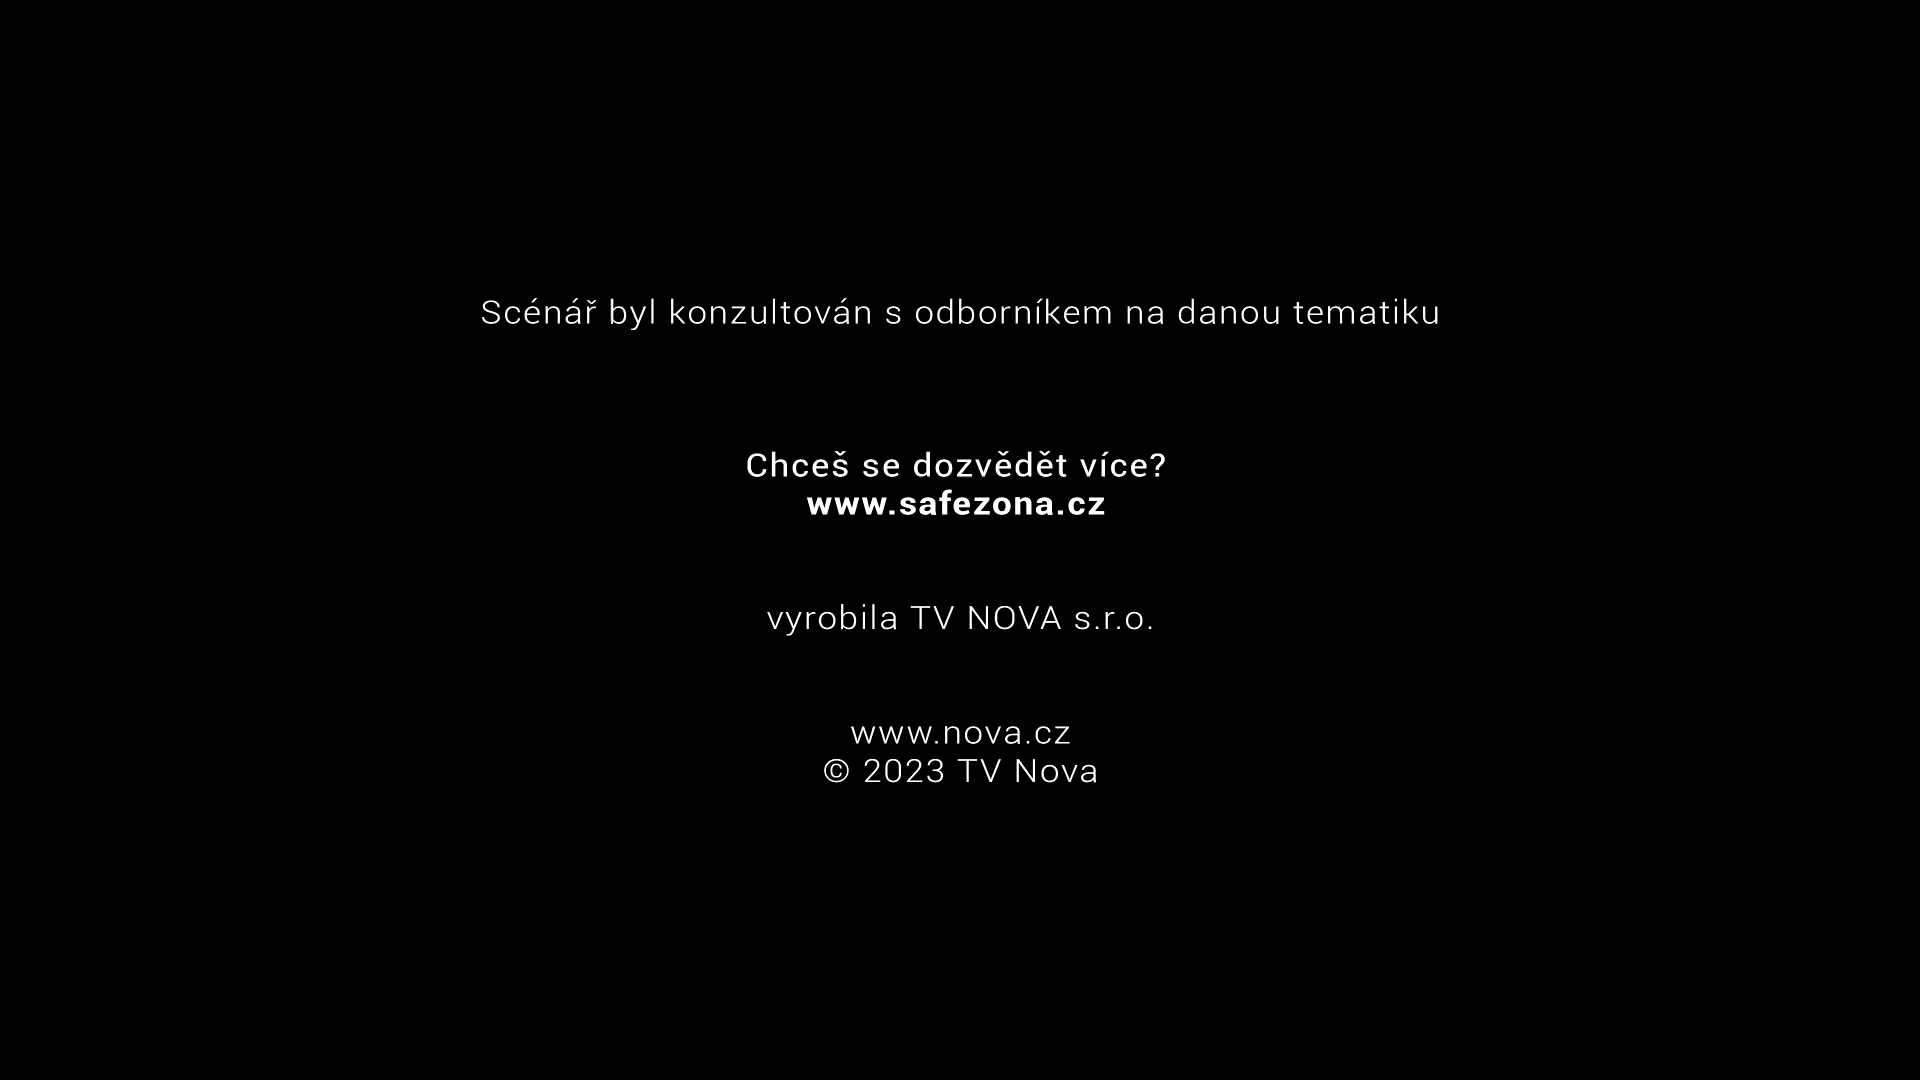 Scénář byl konzultován s odborníkem na danou tematiku
Chceš se dozvědět více?
www.safezona.cz
vyrobila TV NOVA s.r.o.
www.nova.cz
© 2023 TV Nova